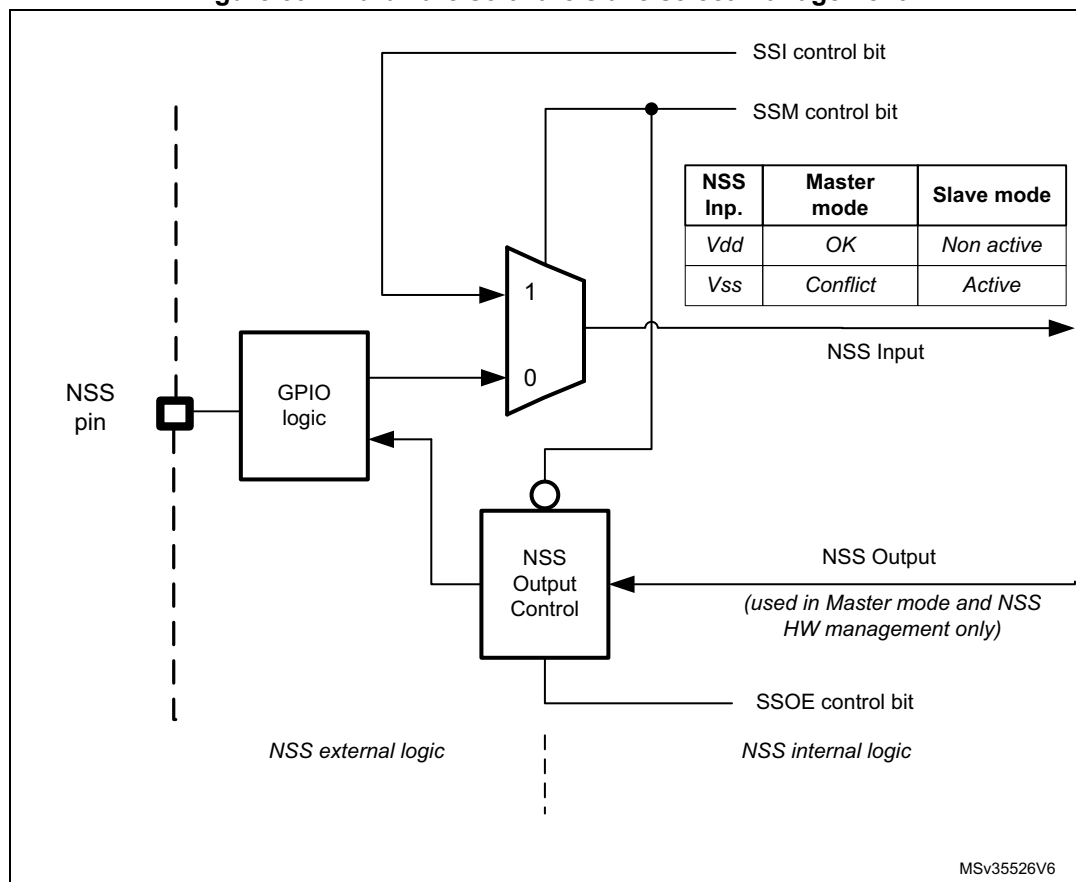 SSI control bit
SSM control bit
NSS Inp. Master mode Slave mode
Vdd OK Non active
Vss Conflict Active
1
NSS Input
0
GPIO logic
NSS pin
NSS Output Control
NSS Output
(used in Master mode and NSS
HW management only)
SSOE control bit
NSS external logic
NSS internal logic
MSv35526V6